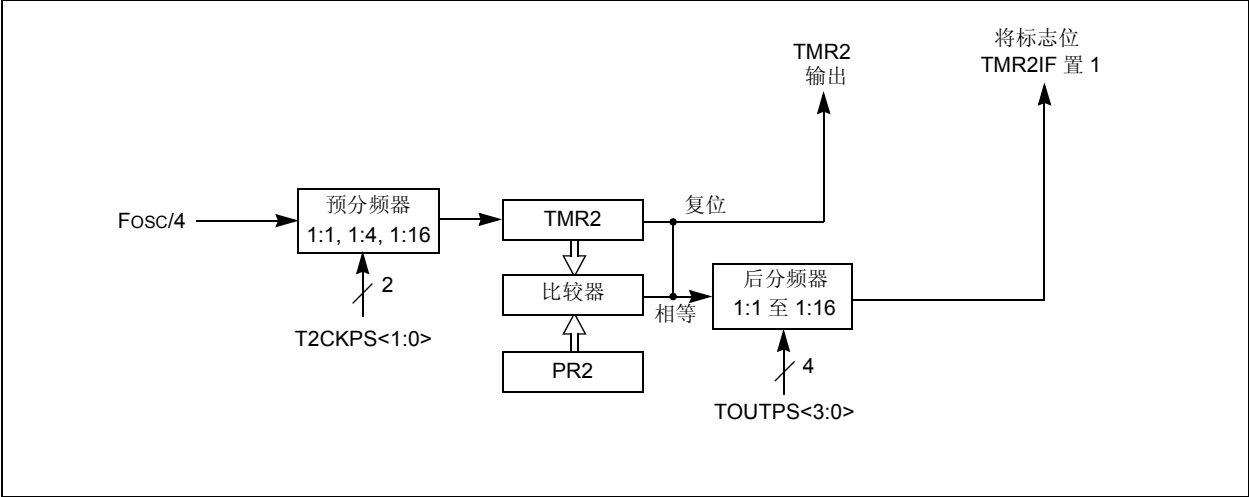 TMR2
输出
将标志位
TMR2IF 置 1
FOSC/4
预分频器
1:1, 1:4, 1:16
2
T2CKPS<1:0>
TMR2
复位
比较器
相等
PR2
后分频器
1:1 至 1:16
4
TOUTPS<3:0>